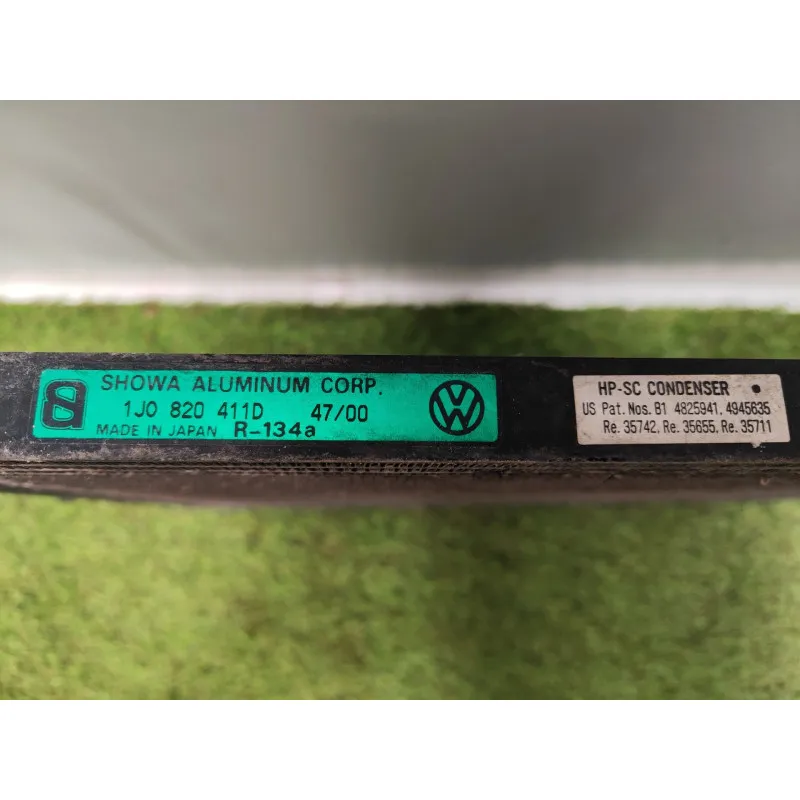 SHOWA ALUMINUM CORP.
1J0 820 411D 47/00
MADE IN JAPAN R-134a
VW
HP-SC CONDENSER
US Pat. Nos. B1 4825941, 4945635
Re. 35742, Re. 35655, Re. 35711